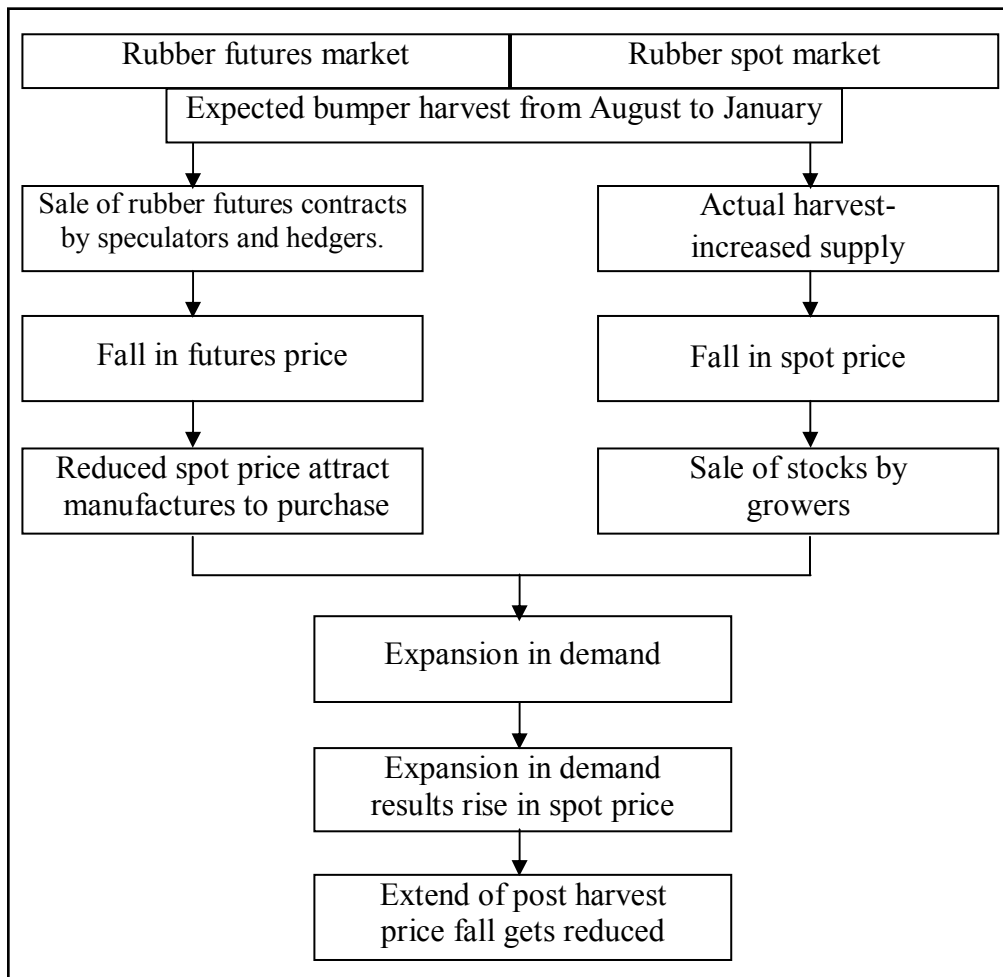 Rubber futures market
Rubber spot market
Expected bumper harvest from August to January
Sale of rubber futures contracts
by speculators and hedgers.
Actual harvest-
increased supply
Fall in futures price
Fall in spot price
Reduced spot price attract
manufactures to purchase
Sale of stocks by
growers
Expansion in demand
Expansion in demand
results rise in spot price
Extend of post harvest
price fall gets reduced